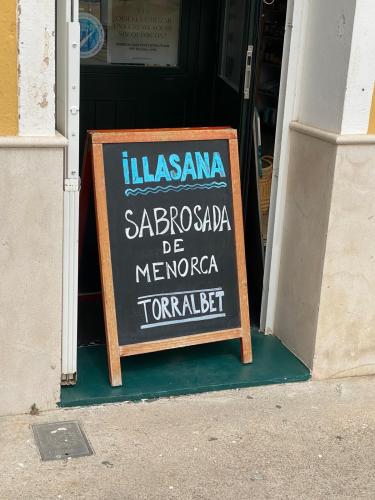 ILLASANA
SABROSADA
DE
MENORCA
TORRALBET